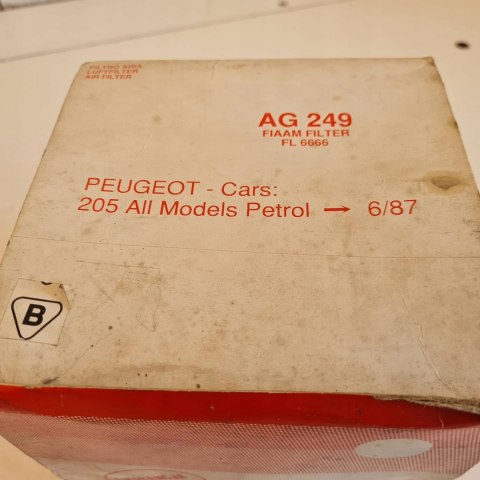 FILTRO ARIA
LUFTFILTER
AIR FILTER
AG 249
FIAAM FILTER
FL 6666
PEUGEOT - Cars:
205 All Models Petrol → 6/87
B